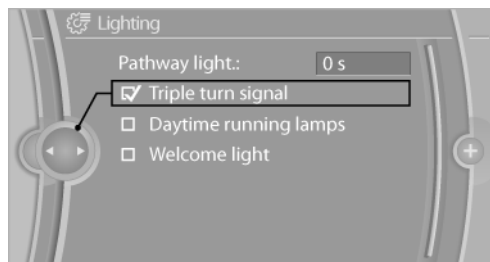 Lighting
Pathway light.: 0 s
Triple turn signal
Daytime running lamps
Welcome light